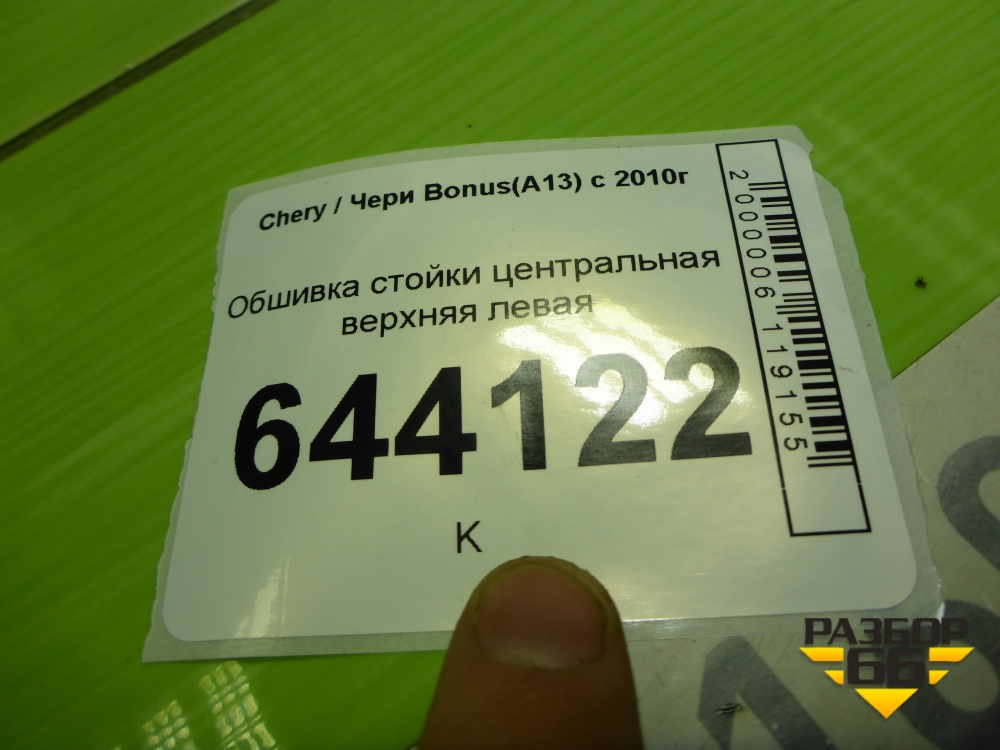 Chery / Чери Bonus(A13) с 2010г
Обшивка стойки центральная
верхняя левая
644122
К
2000006119155
РАЗБОР
66